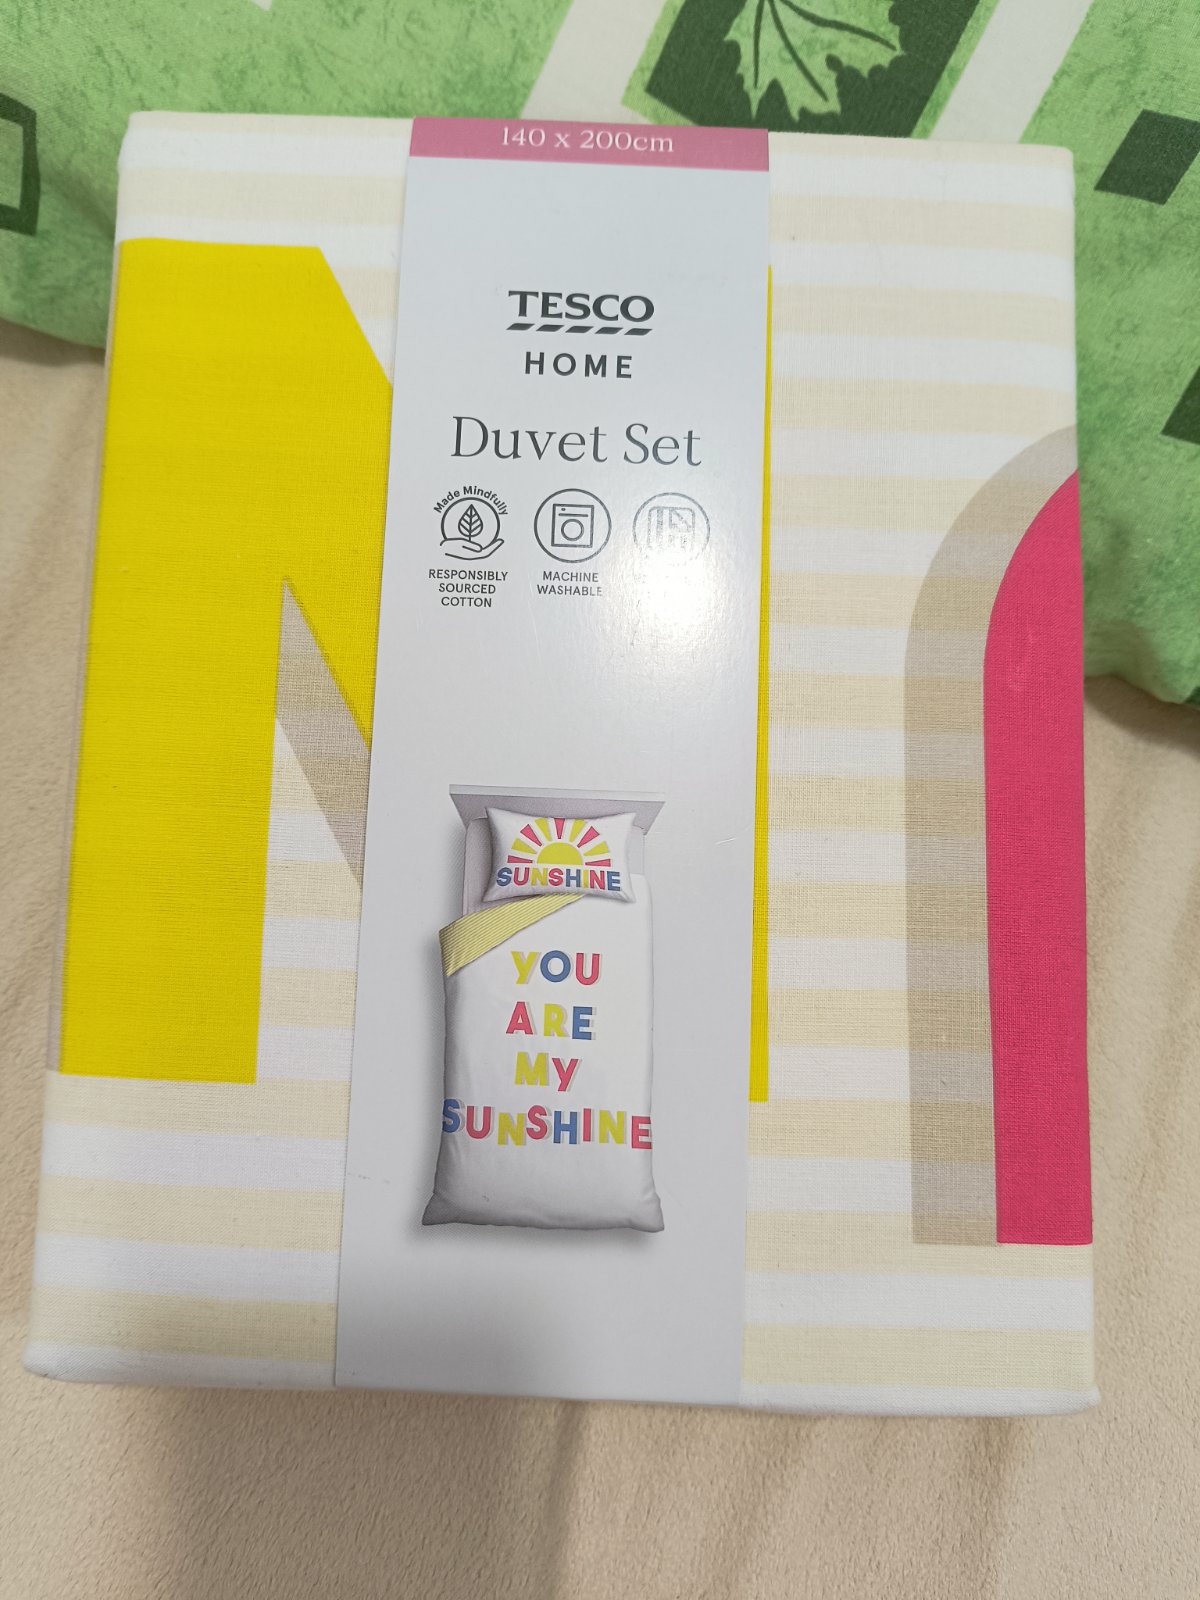 140 x 200cm
TESCO
HOME
Duvet Set
Made Mindfully
RESPONSIBLY
SOURCED
COTTON
MACHINE
WASHABLE
SUNSHINE
YOU
ARE
MY
SUNSHINE